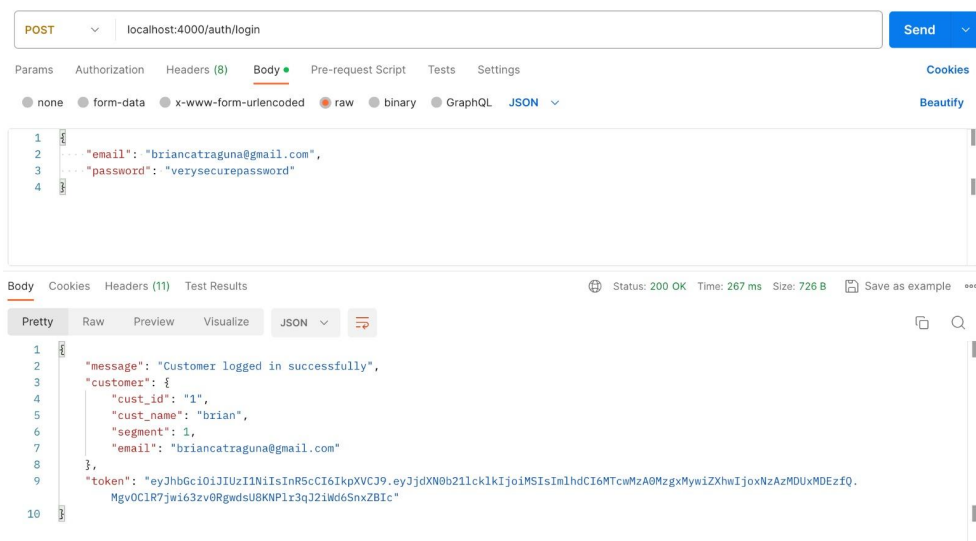 POST localhost:4000/auth/login Send
Params Authorization Headers (8) Body Pre-request Script Tests Settings Cookies
none form-data x-www-form-urlencoded raw binary GraphQL JSON Beautify
1 {
2 "email": "briancatraguna@gmail.com",
3 "password": "verysecurepassword"
4 }
Body Cookies Headers (11) Test Results Status: 200 OK Time: 267 ms Size: 726 B Save as example
Pretty Raw Preview Visualize JSON
1 {
2 "message": "Customer logged in successfully",
3 "customer": {
4 "cust_id": "1",
5 "cust_name": "brian",
6 "segment": 1,
7 "email": "briancatraguna@gmail.com"
8 },
9 "token": "eyJhbGciOiJIUzI1NiIsInR5cCI6IkpXVCJ9.eyJjdXN0b21lcklkIjoiMSIsImlhdCI6MTcwMzA0MzgxMywiZXhwIjoxNzAzMDUxMDEzfQ.
MgvOClR7jwi63zv0RgwdsU8KNPlr3qJ2iWd6SnxZBIc"
10 }